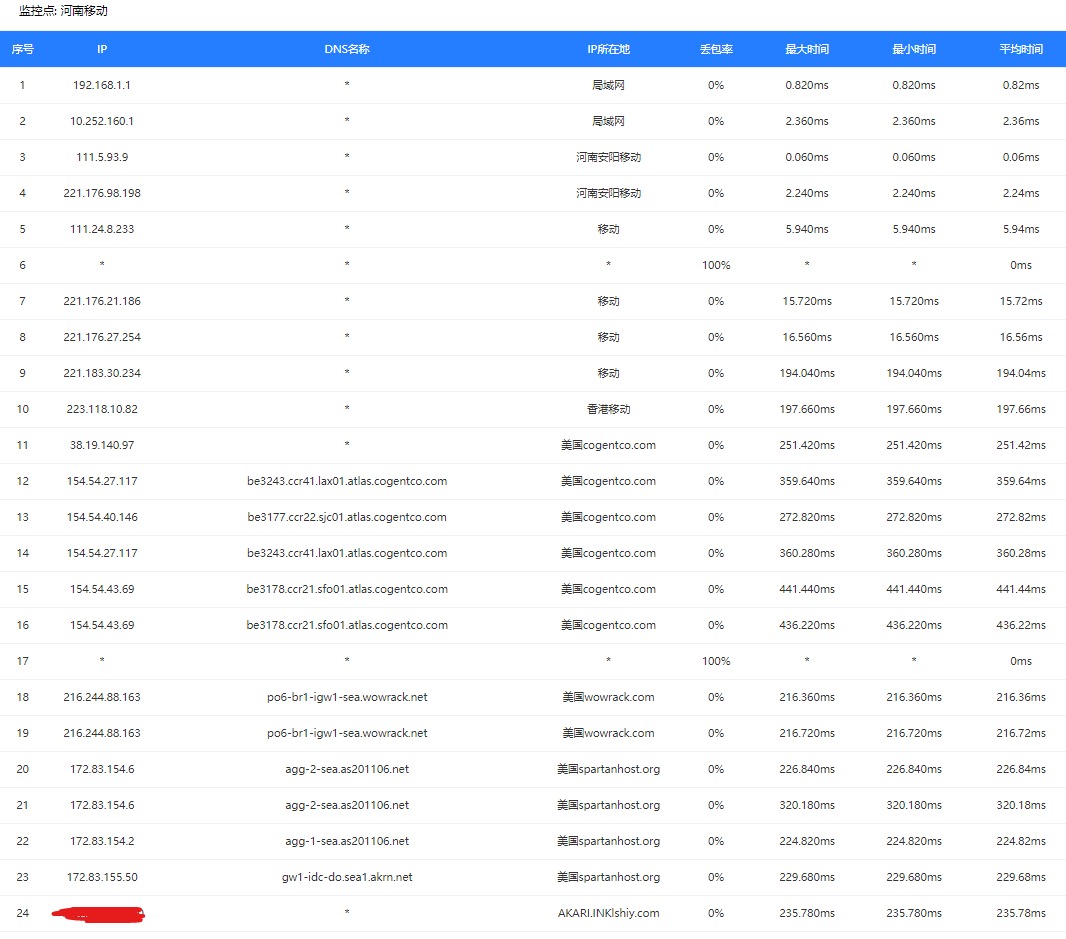 监控点: 河南移动
序号 IP DNS名称 IP所在地 丢包率 最大时间 最小时间 平均时间
1 192.168.1.1 * 局域网 0% 0.820ms 0.820ms 0.82ms
2 10.252.160.1 * 局域网 0% 2.360ms 2.360ms 2.36ms
3 111.5.93.9 * 河南安阳移动 0% 0.060ms 0.060ms 0.06ms
4 221.176.98.198 * 河南安阳移动 0% 2.240ms 2.240ms 2.24ms
5 111.24.8.233 * 移动 0% 5.940ms 5.940ms 5.94ms
6 * * * 100% * * 0ms
7 221.176.21.186 * 移动 0% 15.720ms 15.720ms 15.72ms
8 221.176.27.254 * 移动 0% 16.560ms 16.560ms 16.56ms
9 221.183.30.234 * 移动 0% 194.040ms 194.040ms 194.04ms
10 223.118.10.82 * 香港移动 0% 197.660ms 197.660ms 197.66ms
11 38.19.140.97 * 美国cogentco.com 0% 251.420ms 251.420ms 251.42ms
12 154.54.27.117 be3243.ccr41.lax01.atlas.cogentco.com 美国cogentco.com 0% 359.640ms 359.640ms 359.64ms
13 154.54.40.146 be3177.ccr22.sjc01.atlas.cogentco.com 美国cogentco.com 0% 272.820ms 272.820ms 272.82ms
14 154.54.27.117 be3243.ccr41.lax01.atlas.cogentco.com 美国cogentco.com 0% 360.280ms 360.280ms 360.28ms
15 154.54.43.69 be3178.ccr21.sfo01.atlas.cogentco.com 美国cogentco.com 0% 441.440ms 441.440ms 441.44ms
16 154.54.43.69 be3178.ccr21.sfo01.atlas.cogentco.com 美国cogentco.com 0% 436.220ms 436.220ms 436.22ms
17 * * * 100% * * 0ms
18 216.244.88.163 po6-br1-igw1-sea.wowrack.net 美国wowrack.com 0% 216.360ms 216.360ms 216.36ms
19 216.244.88.163 po6-br1-igw1-sea.wowrack.net 美国wowrack.com 0% 216.720ms 216.720ms 216.72ms
20 172.83.154.6 agg-2-sea.as201106.net 美国spartanhost.org 0% 226.840ms 226.840ms 226.84ms
21 172.83.154.6 agg-2-sea.as201106.net 美国spartanhost.org 0% 320.180ms 320.180ms 320.18ms
22 172.83.154.2 agg-1-sea.as201106.net 美国spartanhost.org 0% 224.820ms 224.820ms 224.82ms
23 172.83.155.50 gw1-idc-do.sea1.akrn.net 美国spartanhost.org 0% 229.680ms 229.680ms 229.68ms
24 * AKARI.INKlshiy.com 0% 235.780ms 235.780ms 235.78ms